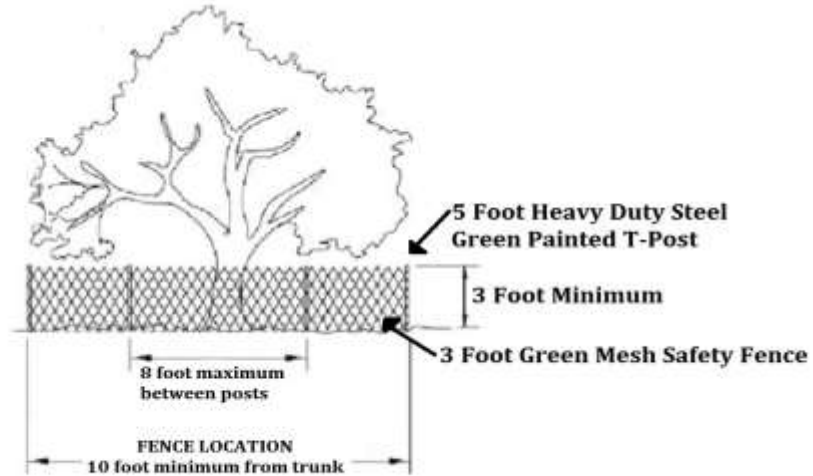 5 Foot Heavy Duty Steel
Green Painted T-Post
3 Foot Minimum
3 Foot Green Mesh Safety Fence
8 foot maximum
between posts
FENCE LOCATION
10 foot minimum from trunk